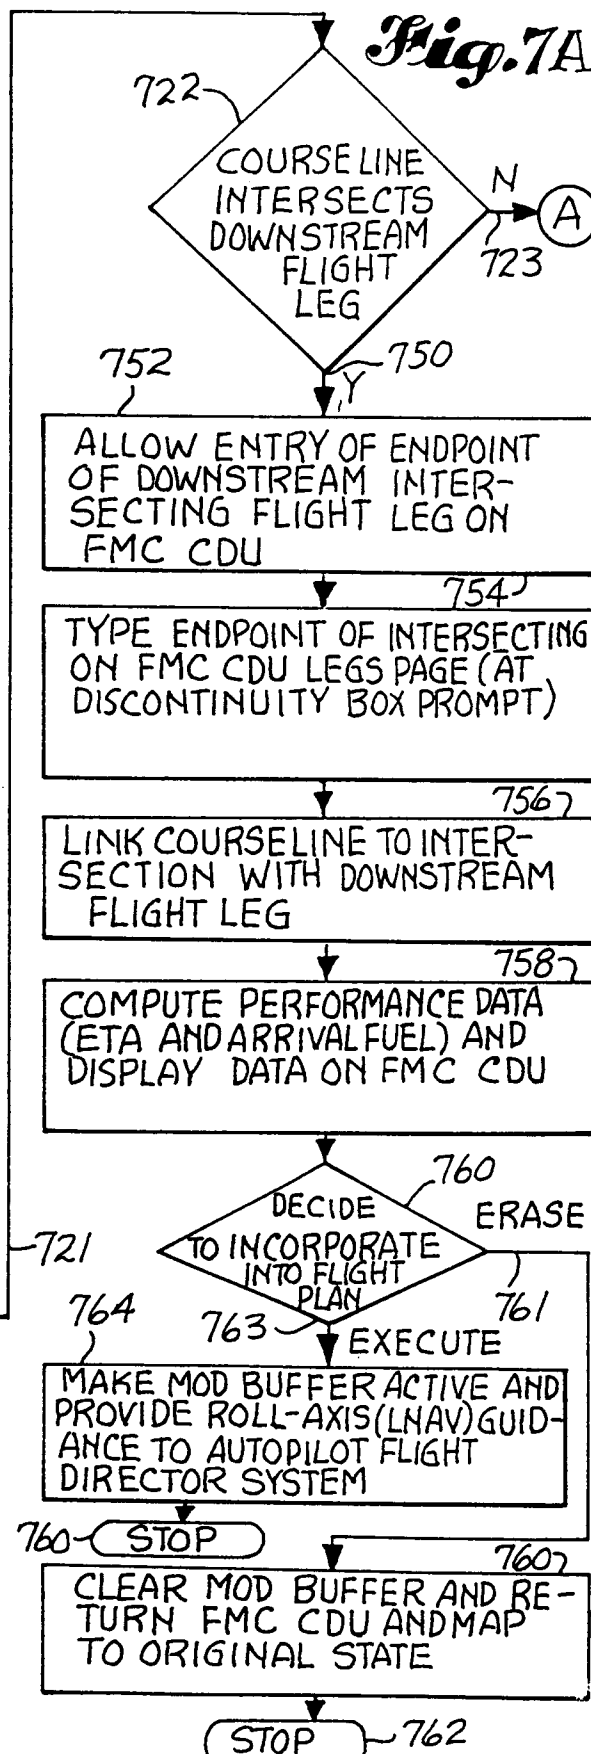 Fig.7A
722
COURSELINE
INTERSECTS
DOWNSTREAM
FLIGHT
LEG
N
A
723
750
Y
752
ALLOW ENTRY OF ENDPOINT
OF DOWNSTREAM INTER-
SECTING FLIGHT LEG ON
FMC CDU
754
TYPE ENDPOINT OF INTERSECTING
ON FMC CDU LEGS PAGE (AT
DISCONTINUITY BOX PROMPT)
756
LINK COURSELINE TO INTER-
SECTION WITH DOWNSTREAM
FLIGHT LEG
758
COMPUTE PERFORMANCE DATA
(ETA AND ARRIVAL FUEL) AND
DISPLAY DATA ON FMC CDU
760
DECIDE
TO INCORPORATE
INTO FLIGHT
PLAN
ERASE
721
761
763
764
EXECUTE
MAKE MOD BUFFER ACTIVE AND
PROVIDE ROLL-AXIS (LNAV) GUID-
ANCE TO AUTOPILOT FLIGHT
DIRECTOR SYSTEM
760
STOP
760
CLEAR MOD BUFFER AND RE-
TURN FMC CDU AND MAP
TO ORIGINAL STATE
STOP
762